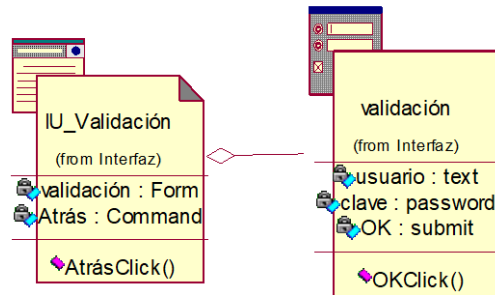 IU_Validación
(from Interfaz)
validación : Form
Atrás : Command
AtrásClick()
validación
(from Interfaz)
usuario : text
clave : password
OK : submit
OKClick()